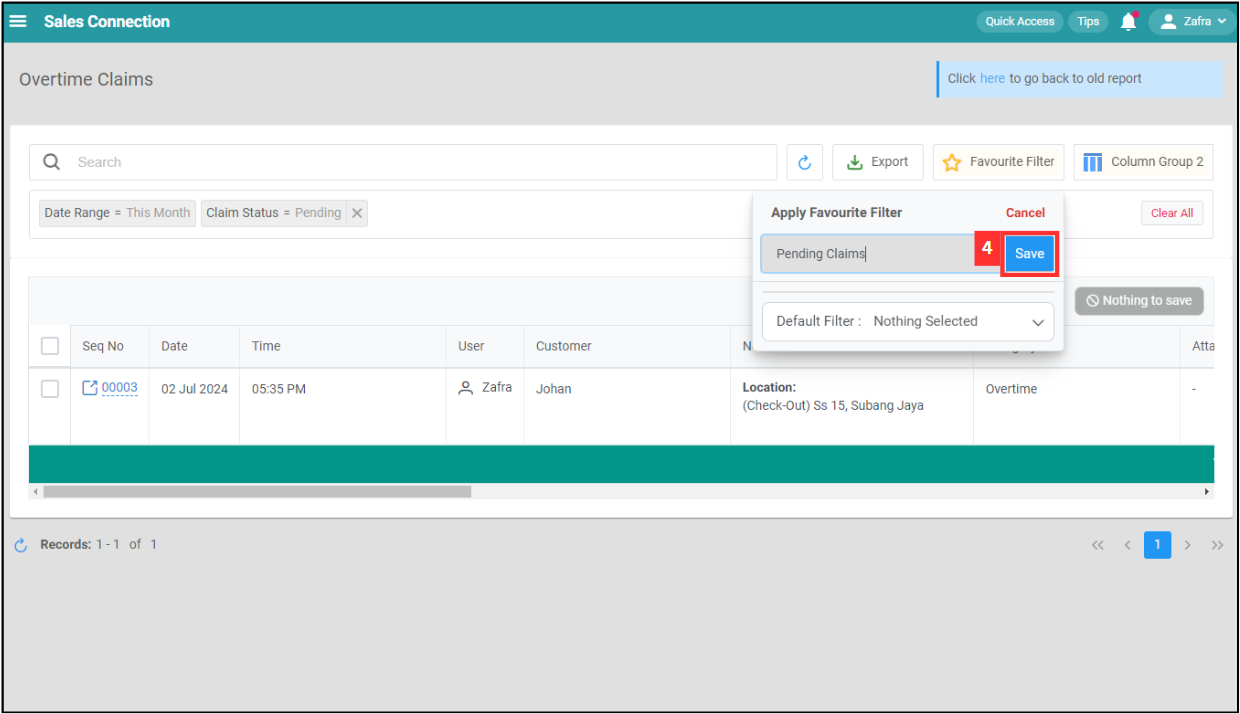 Sales Connection
Quick Access
Tips
Zafra
Overtime Claims
Click here to go back to old report
Search
Export
Favourite Filter
Column Group 2
Date Range = This Month
Claim Status = Pending
Clear All
Apply Favourite Filter
Cancel
Pending Claims
4
Save
Default Filter : Nothing Selected
Nothing to save
Seq No Date Time User Customer
00003 02 Jul 2024 05:35 PM Zafra Johan Location: Overtime -
(Check-Out) Ss 15, Subang Jaya
Records: 1 - 1 of 1
1